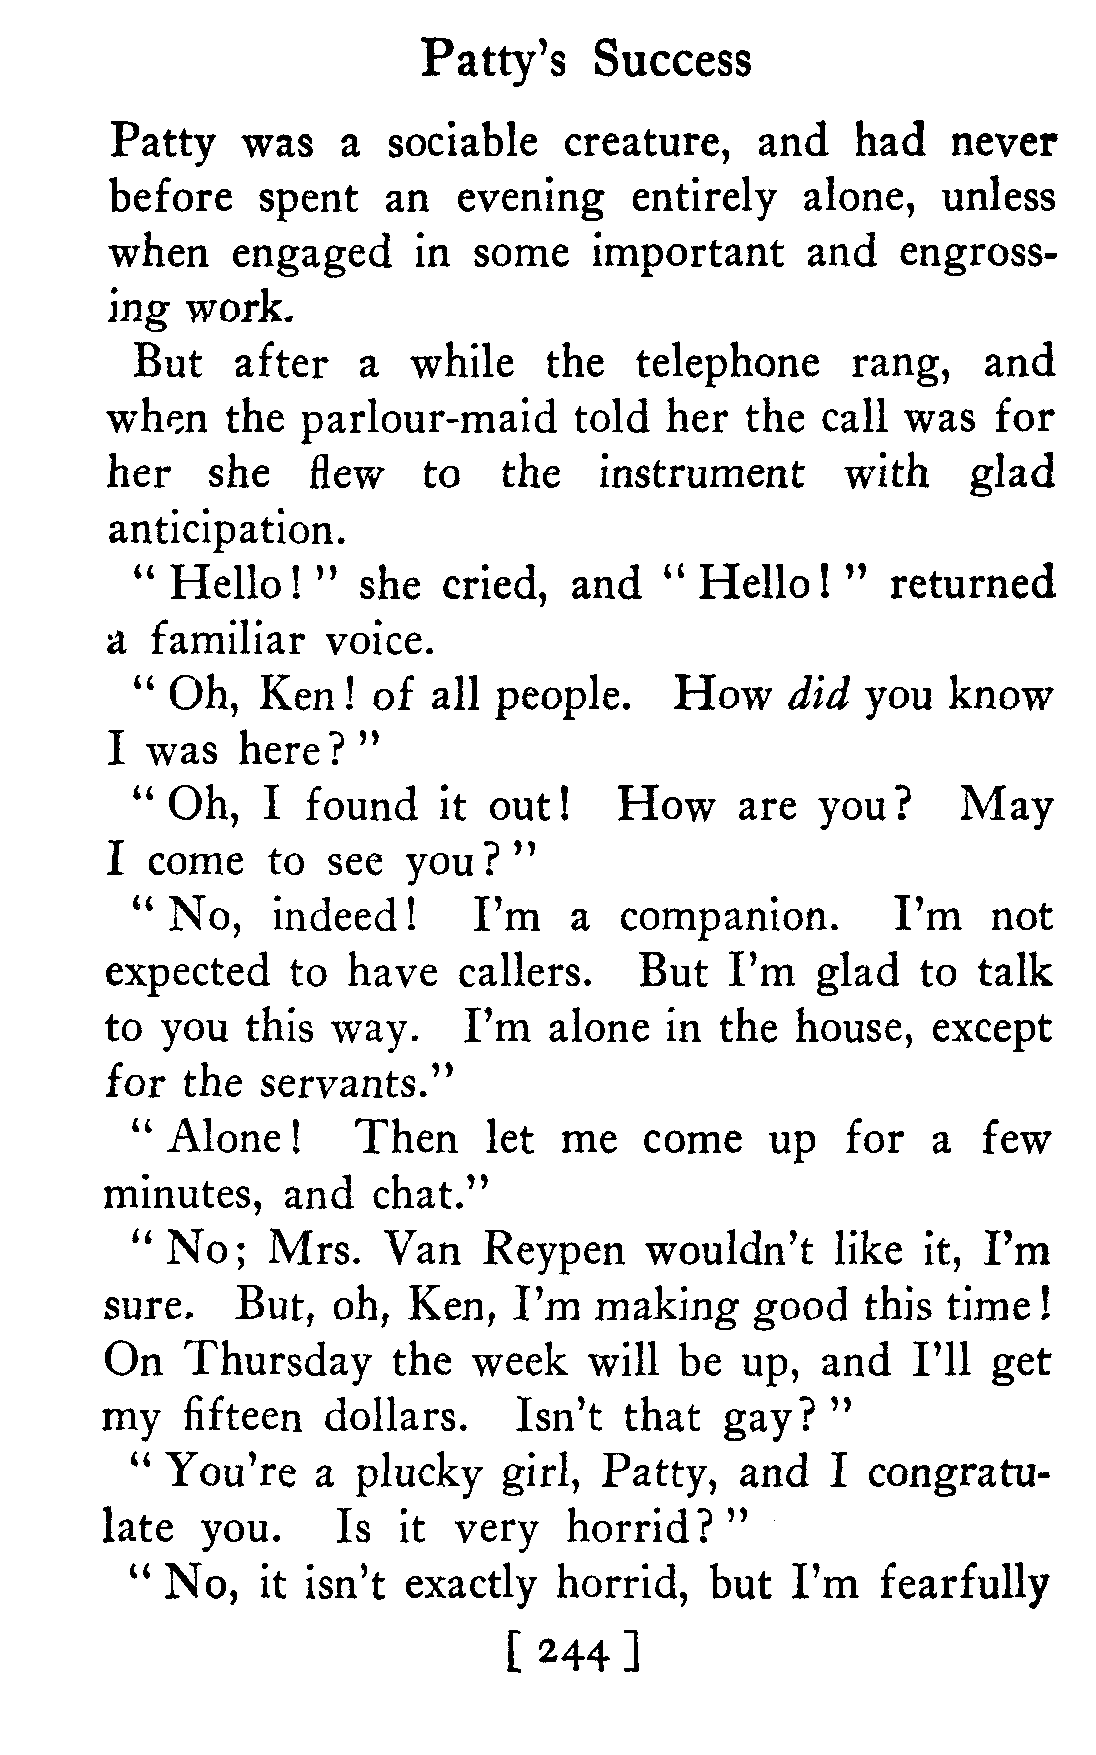 Patty's Success
Patty was a sociable creature, and had never
before spent an evening entirely alone, unless
when engaged in some important and engross-
ing work.
But after a while the telephone rang, and
when the parlour-maid told her the call was for
her she flew to the instrument with glad
anticipation.
“ Hello! ” she cried, and “ Hello! ” returned
a familiar voice.
“ Oh, Ken! of all people. How did you know
I was here? ”
“ Oh, I found it out! How are you? May
I come to see you? ”
“ No, indeed! I'm a companion. I'm not
expected to have callers. But I'm glad to talk
to you this way. I'm alone in the house, except
for the servants.”
“ Alone! Then let me come up for a few
minutes, and chat.”
“ No; Mrs. Van Reypen wouldn't like it, I'm
sure. But, oh, Ken, I'm making good this time!
On Thursday the week will be up, and I'll get
my fifteen dollars. Isn't that gay? ”
“ You're a plucky girl, Patty, and I congratu-
late you. Is it very horrid? ”
“ No, it isn't exactly horrid, but I'm fearfully
[ 244 ]